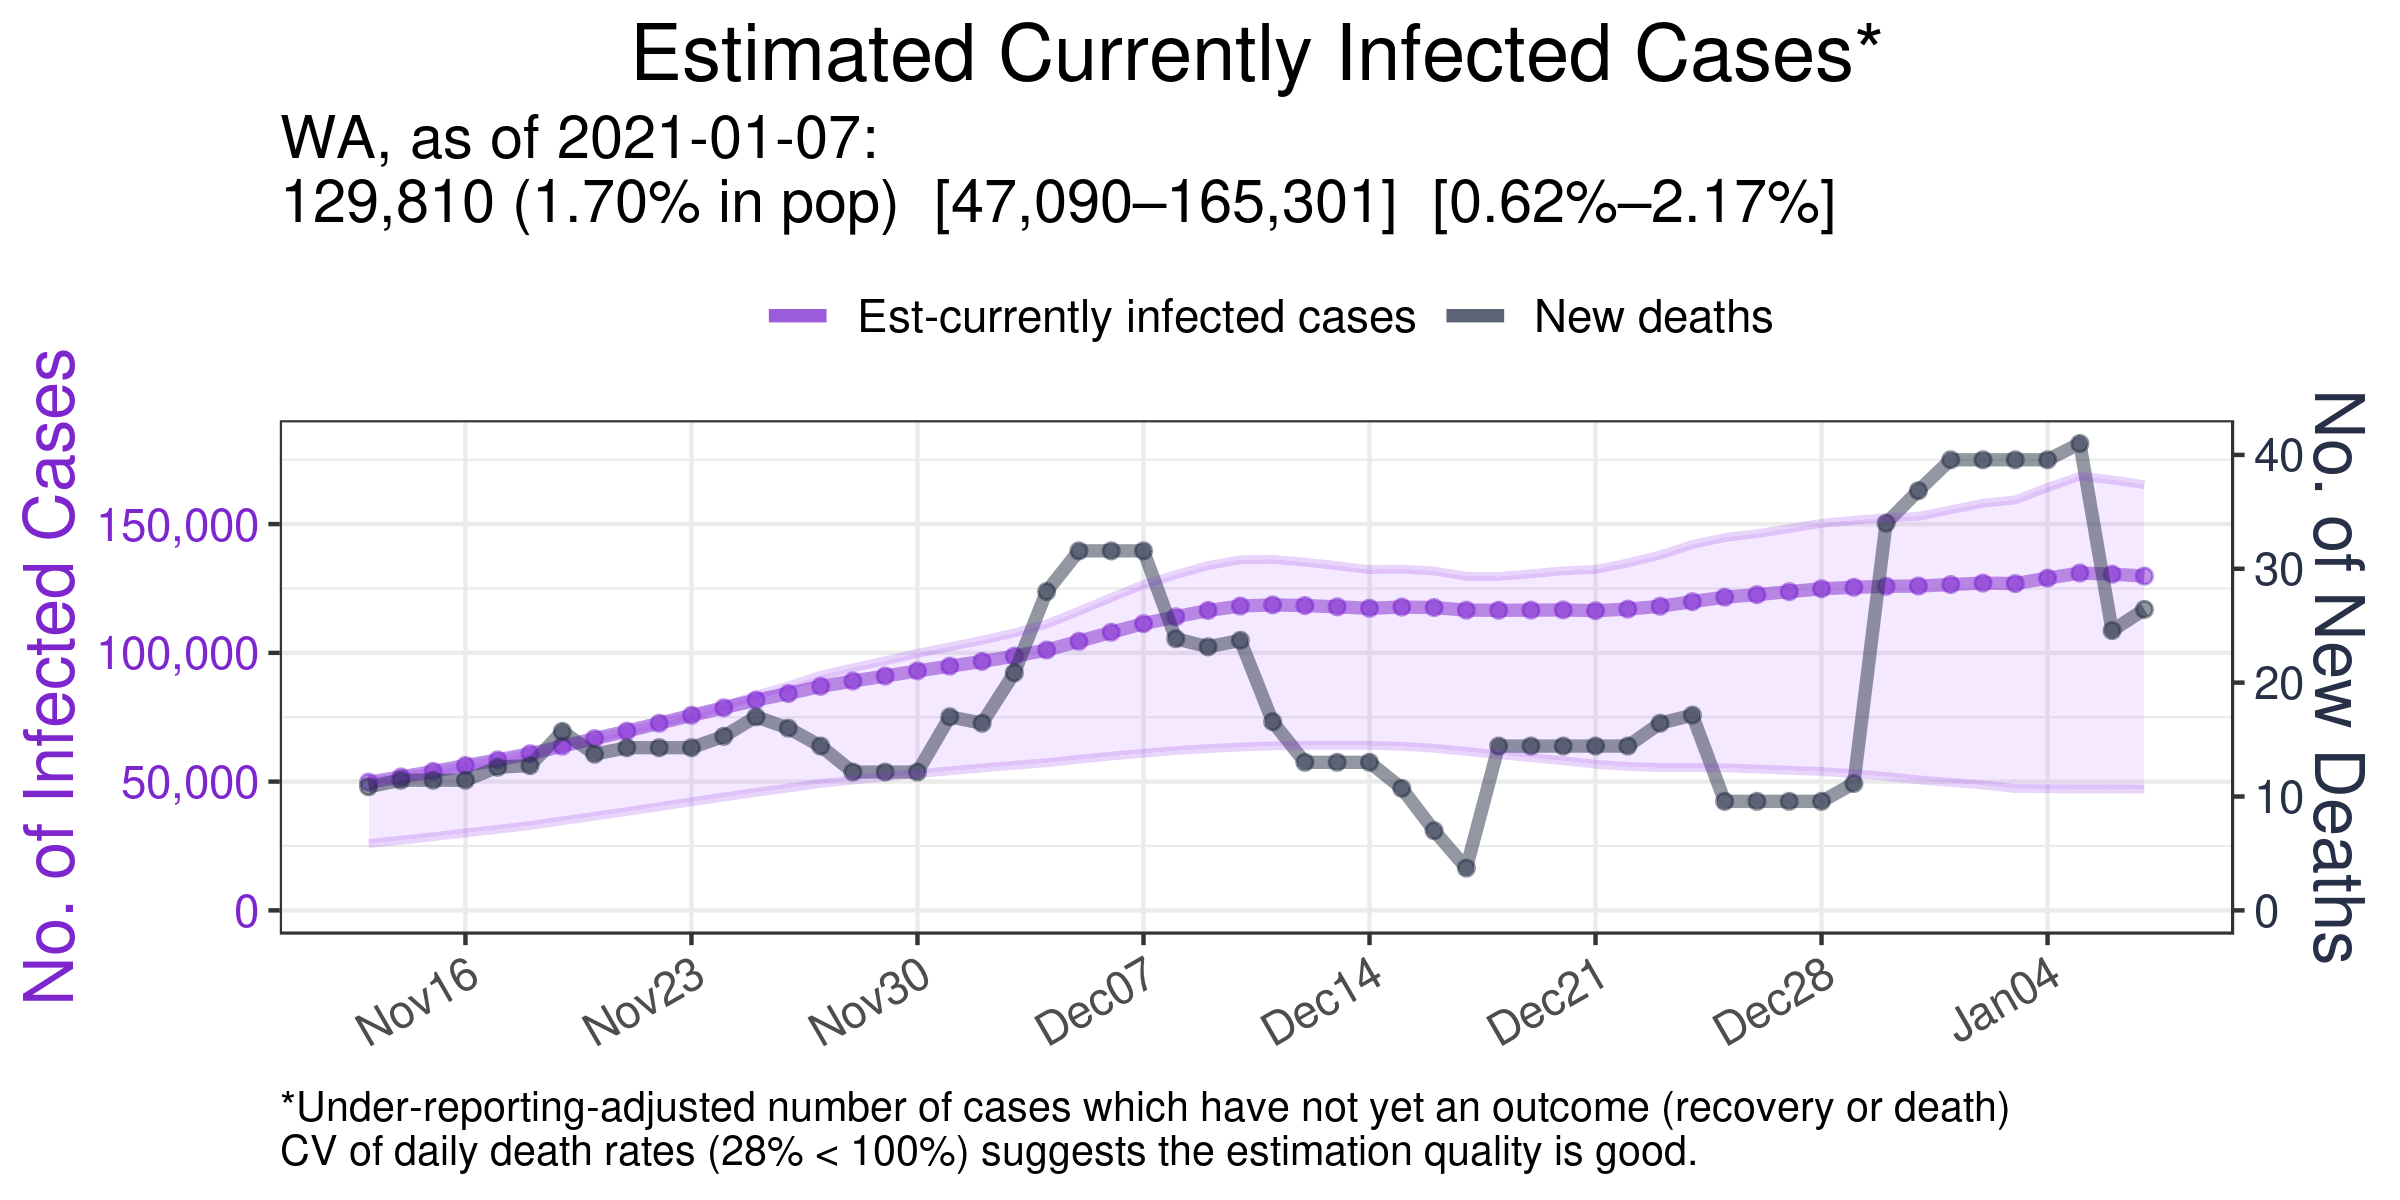 Estimated Currently Infected Cases*
WA, as of 2021-01-07:
129,810 (1.70% in pop)  [47,090–165,301]  [0.62%–2.17%]
Est-currently infected cases
New deaths
No. of Infected Cases
150,000
100,000
50,000
0
40
30
20
10
0
No. of New Deaths
Nov16
Nov23
Nov30
Dec07
Dec14
Dec21
Dec28
Jan04
*Under-reporting-adjusted number of cases which have not yet an outcome (recovery or death)
CV of daily death rates (28% < 100%) suggests the estimation quality is good.